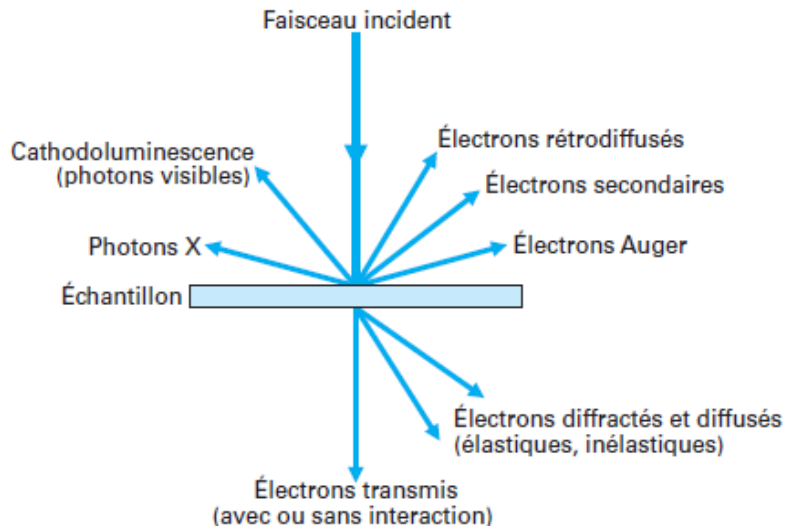 Faisceau incident
Électrons rétrodiffusés
Cathodoluminescence
(photons visibles)
Électrons secondaires
Photons X
Électrons Auger
Échantillon
Électrons diffractés et diffusés
(élastiques, inélastiques)
Électrons transmis
(avec ou sans interaction)